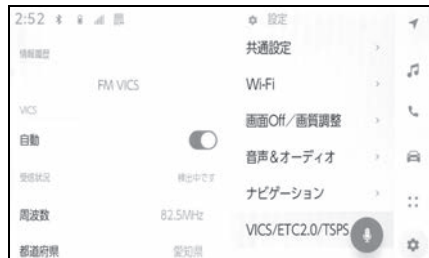 2:52
情報履歴
FM VICS
VICS
自動
受信状況 検出中です
周波数 82.5MHz
都道府県 愛知県
設定
共通設定
Wi-Fi
画面Off/画質調整
音声&オーディオ
ナビゲーション
VICS/ETC2.0/TSPS